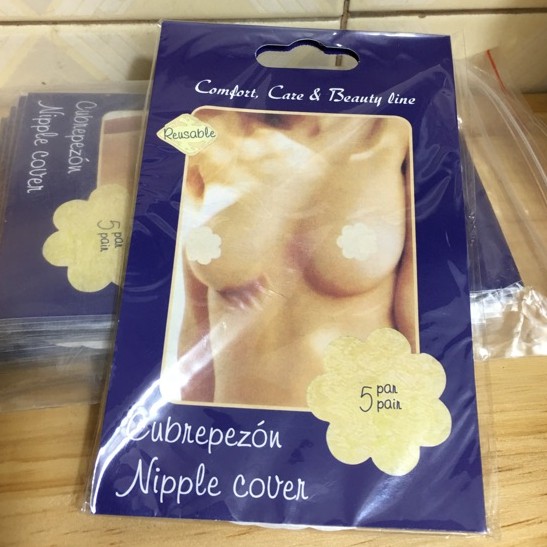 Comfort, Care & Beauty line
Reusable
5 par
pair
Cubrepezón
Nipple cover
Cubrepezón
Nipple cover
5 par
pair